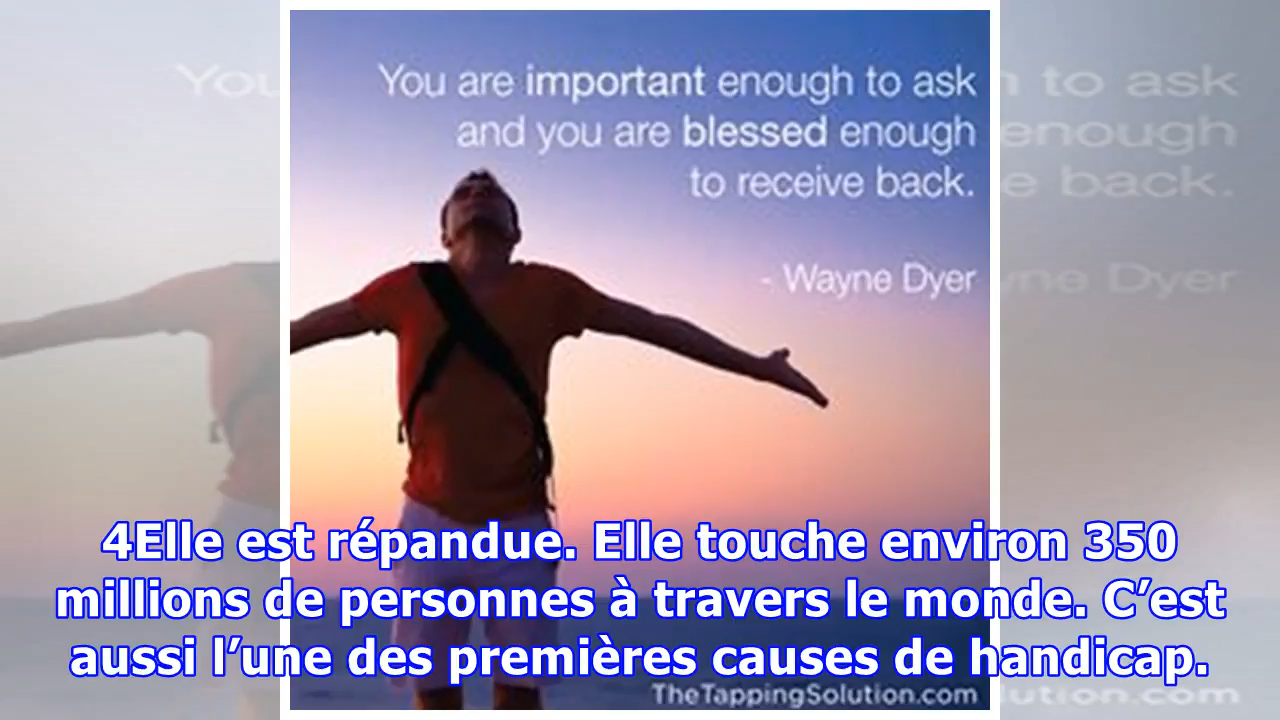 You are important enough to ask
and you are blessed enough
to receive back.
- Wayne Dyer
4Elle est répandue. Elle touche environ 350
millions de personnes à travers le monde. C’est
aussi l’une des premières causes de handicap.
TheTappingSolution.com